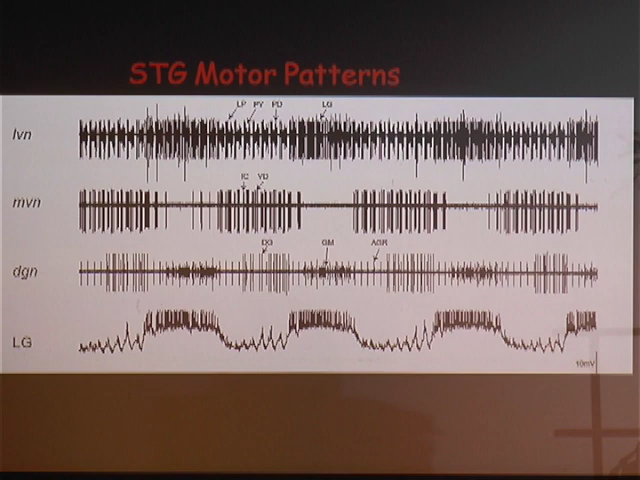 STG Motor Patterns
LP PY PD LG
lvn
IC VD
mvn
DG GM AGR
dgn
LG
10mV